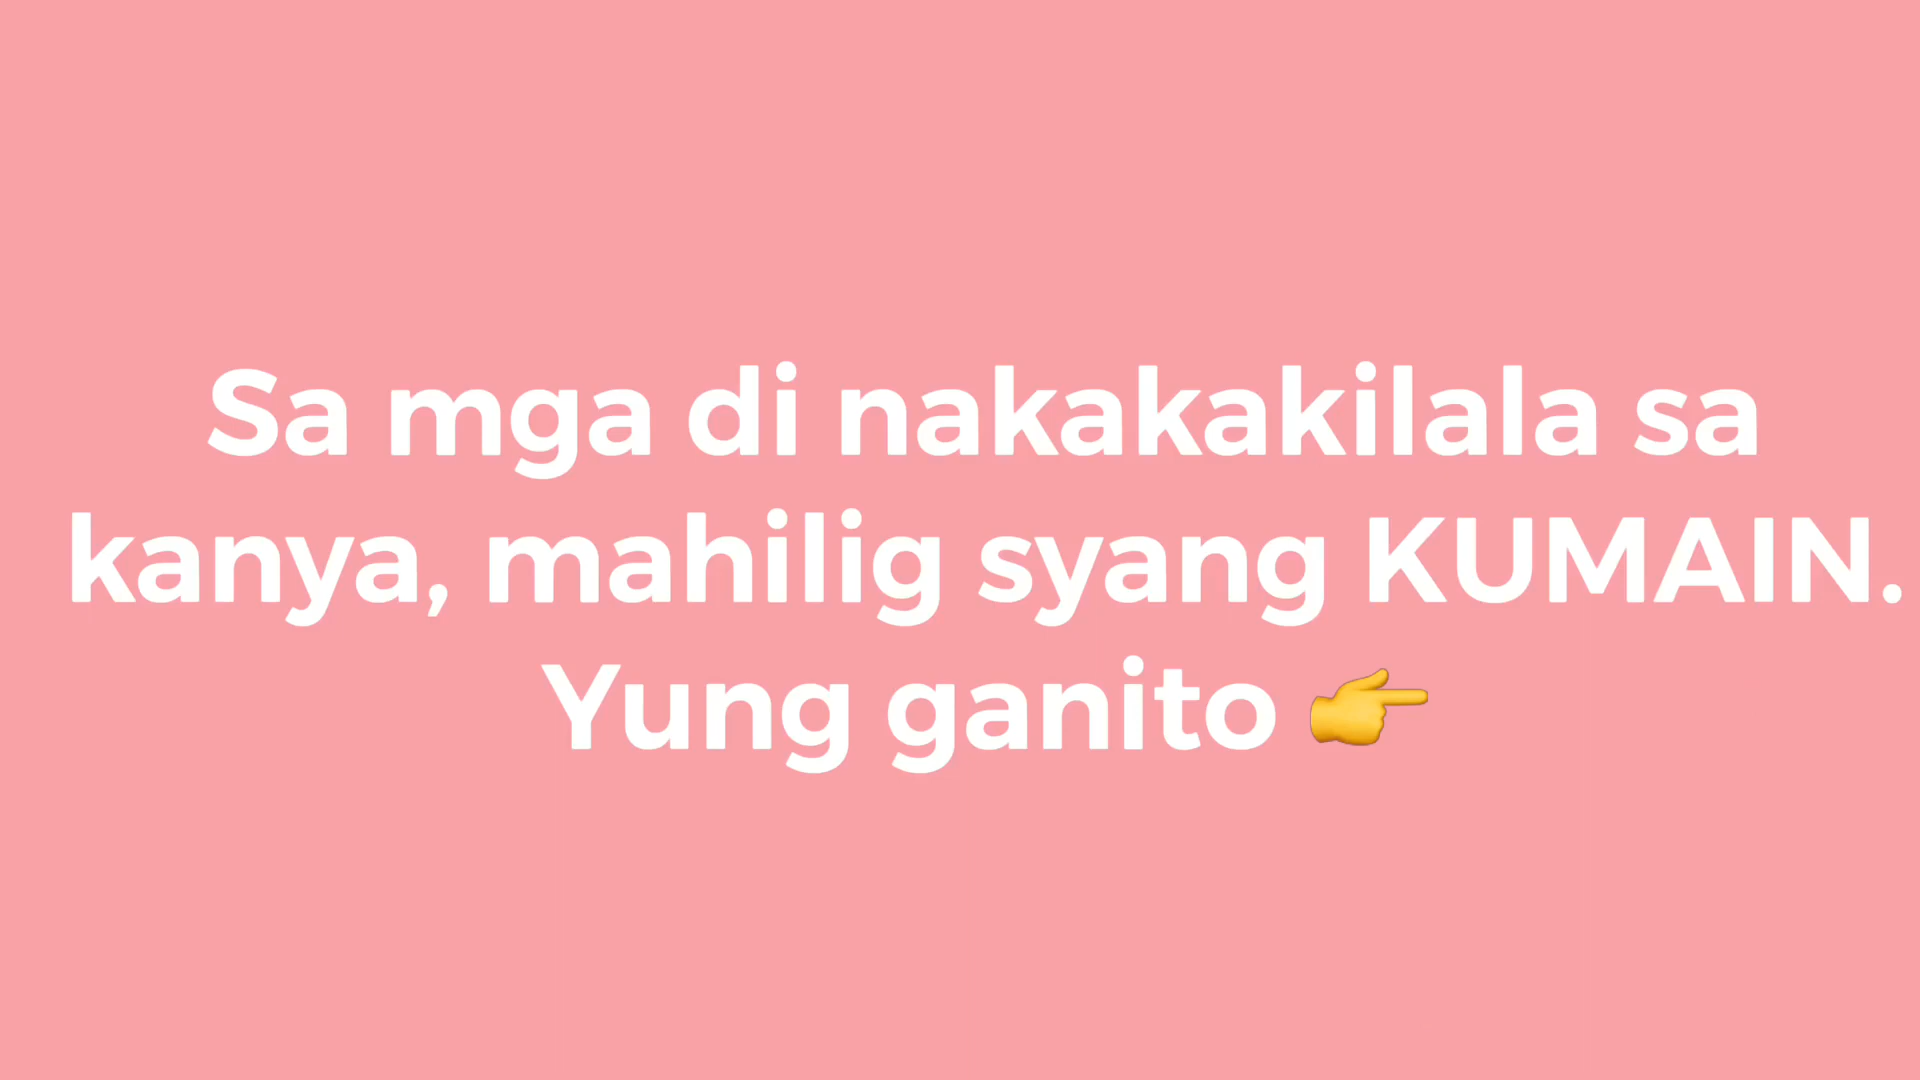 Sa mga di nakakakilala sa
kanya, mahilig syang KUMAIN.
Yung ganito 👉